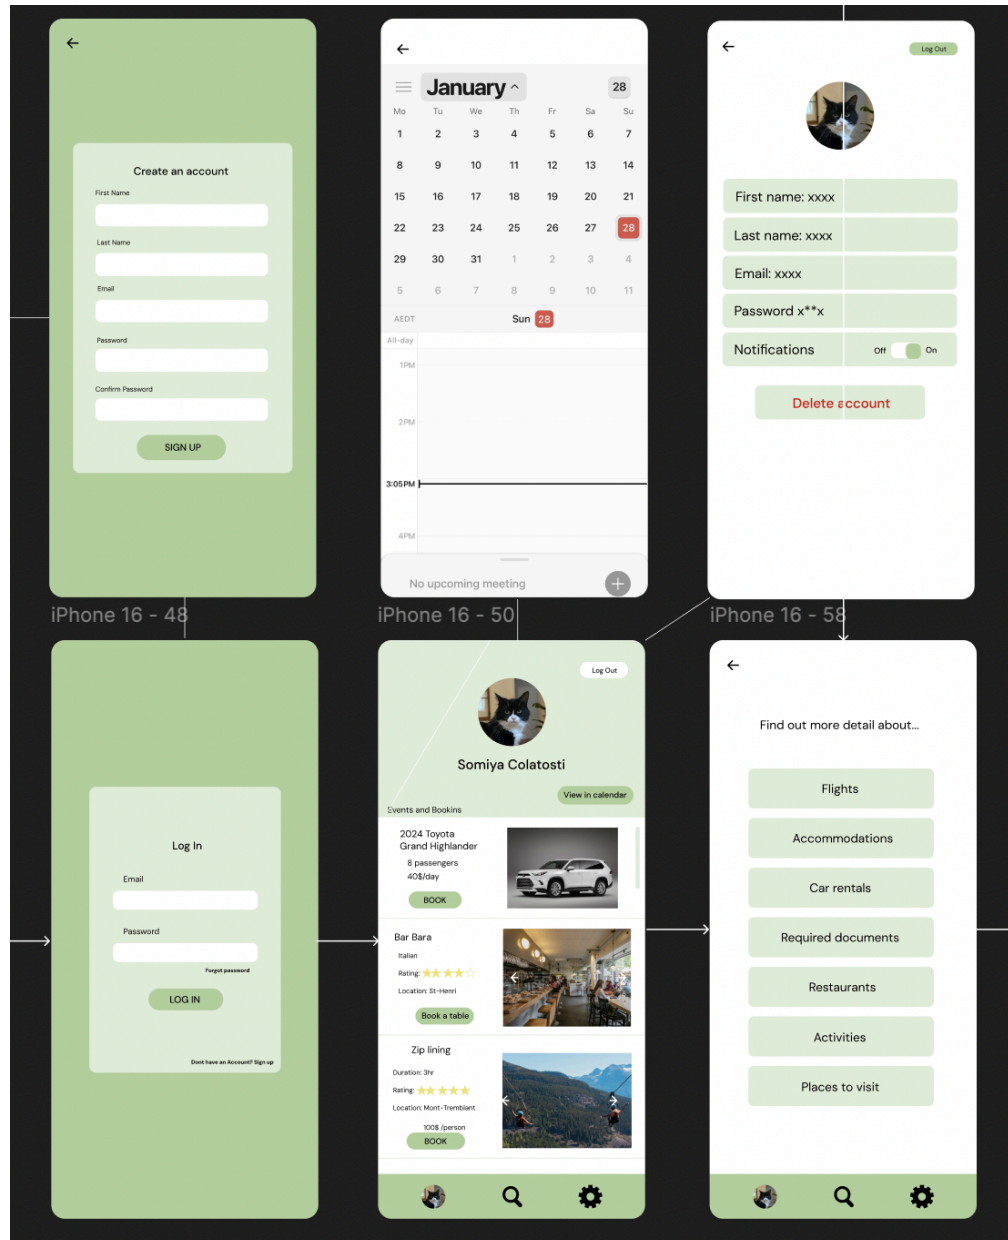 Create an account
First Name
Last Name
Email
Password
Confirm Password
SIGN UP
January
28
Mo Tu We Th Fr Sa Su
1 2 3 4 5 6 7
8 9 10 11 12 13 14
15 16 17 18 19 20 21
22 23 24 25 26 27 28
29 30 31 1 2 3 4
5 6 7 8 9 10 11
AEDT Sun 28
All-day
1PM
2PM
3:05PM
4PM
No upcoming meeting
Log Out
First name: xxxx
Last name: xxxx
Email: xxxx
Password x**x
Notifications Off On
Delete account
iPhone 16 - 48
iPhone 16 - 50
iPhone 16 - 58
Log In
Email
Password
Forgot password
LOG IN
Dont have an Account? Sign up
Log Out
Somiya Colatosti
View in calendar
Events and Bookins
2024 Toyota
Grand Highlander
8 passengers
40$/day
BOOK
Bar Bara
Italian
Rating:
Location: St-Henri
Book a table
Zip lining
Duration: 3hr
Rating:
Location: Mont-Tremblant
100$ /person
BOOK
Find out more detail about...
Flights
Accommodations
Car rentals
Required documents
Restaurants
Activities
Places to visit